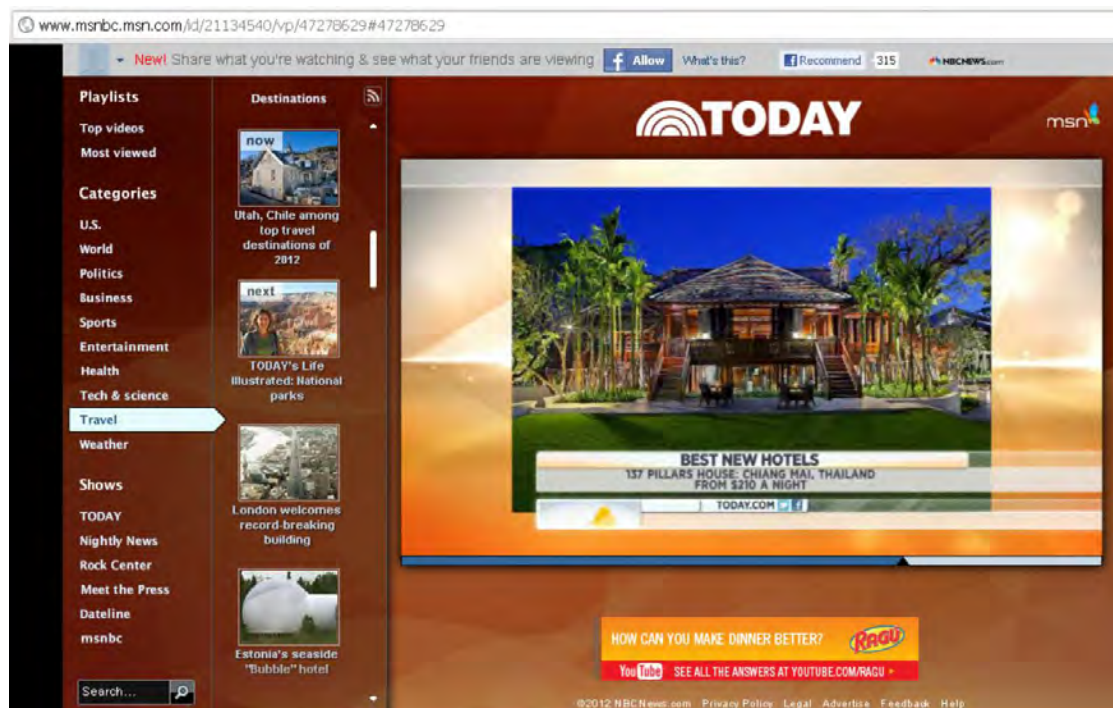 www.msnbc.msn.com/id/21134540/vp/47278629#47278629
New! Share what you're watching & see what your friends are viewing
f Allow
What's this?
f Recommend
315
NBCNEWS.com
Playlists
Top videos
Most viewed
Categories
U.S.
World
Politics
Business
Sports
Entertainment
Health
Tech & science
Travel
Weather
Shows
TODAY
Nightly News
Rock Center
Meet the Press
Dateline
msnbc
Search...
Destinations
now
Utah, Chile among
top travel
destinations of
2012
next
TODAY's Life
Illustrated: National
parks
London welcomes
record-breaking
building
Estonia's seaside
"Bubble" hotel
TODAY
msn
BEST NEW HOTELS
137 PILLARS HOUSE: CHIANG MAI, THAILAND
FROM $210 A NIGHT
TODAY.COM
HOW CAN YOU MAKE DINNER BETTER?
RAGÚ
YouTube SEE ALL THE ANSWERS AT YOUTUBE.COM/RAGU
©2012 NBCNews.com Privacy Policy Legal Advertise Feedback Help